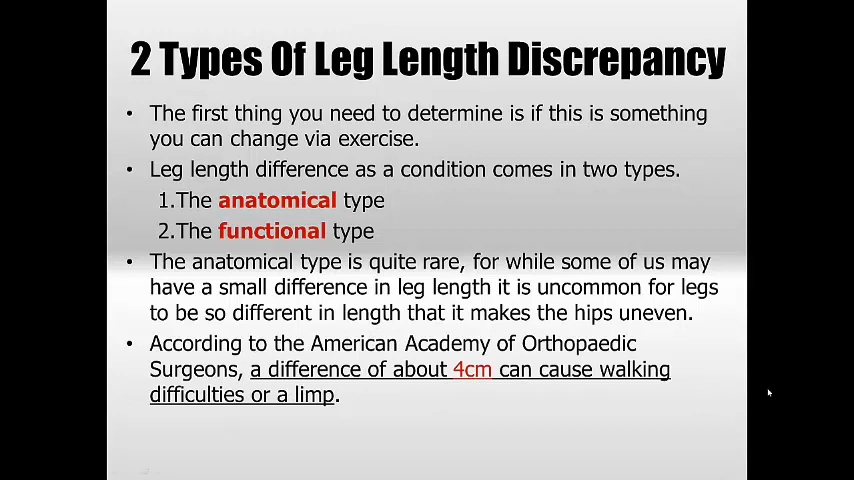 2 Types Of Leg Length Discrepancy
• The first thing you need to determine is if this is something
you can change via exercise.
• Leg length difference as a condition comes in two types.
1.The anatomical type
2.The functional type
• The anatomical type is quite rare, for while some of us may
have a small difference in leg length it is uncommon for legs
to be so different in length that it makes the hips uneven.
• According to the American Academy of Orthopaedic
Surgeons, a difference of about 4cm can cause walking
difficulties or a limp.